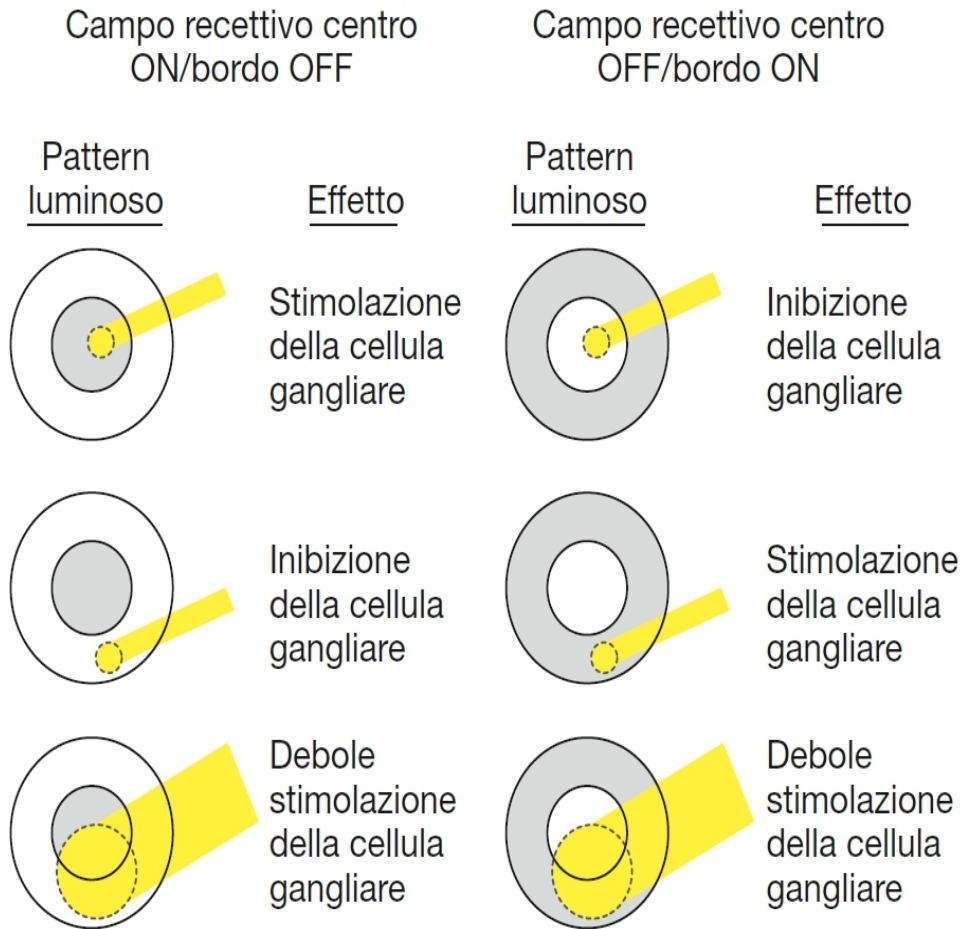 Campo recettivo centro
ON/bordo OFF
Campo recettivo centro
OFF/bordo ON
Pattern
luminoso
Effetto
Pattern
luminoso
Effetto
Stimolazione
della cellula
gangliare
Inibizione
della cellula
gangliare
Inibizione
della cellula
gangliare
Stimolazione
della cellula
gangliare
Debole
stimolazione
della cellula
gangliare
Debole
stimolazione
della cellula
gangliare